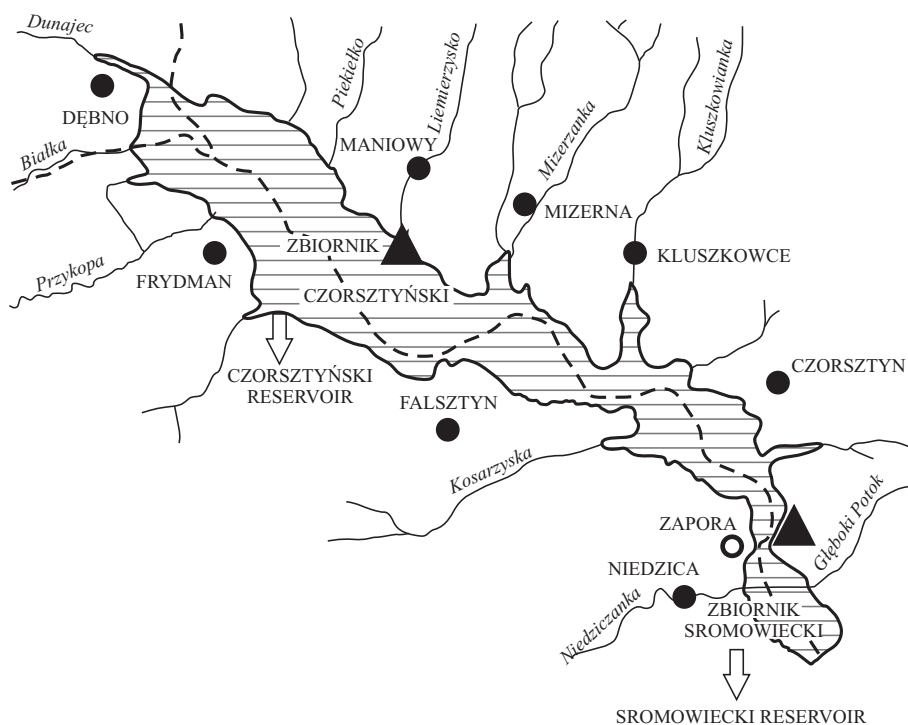 Dunajec
DĘBNO
Białka
Przykopa
FRYDMAN
Piekiełko
Liemierzysko
MANIOWY
Mizerzanka
MIZERNA
Kluszkowianka
KLUSZKOWCE
ZBIORNIK
CZORSZTYŃSKI
CZORSZTYŃSKI
RESERVOIR
FALSZTYN
CZORSZTYN
Kosarzyska
ZAPORA
Głęboki Potok
NIEDZICA
Niedziczanka
ZBIORNIK
SROMOWIECKI
SROMOWIECKI RESERVOIR